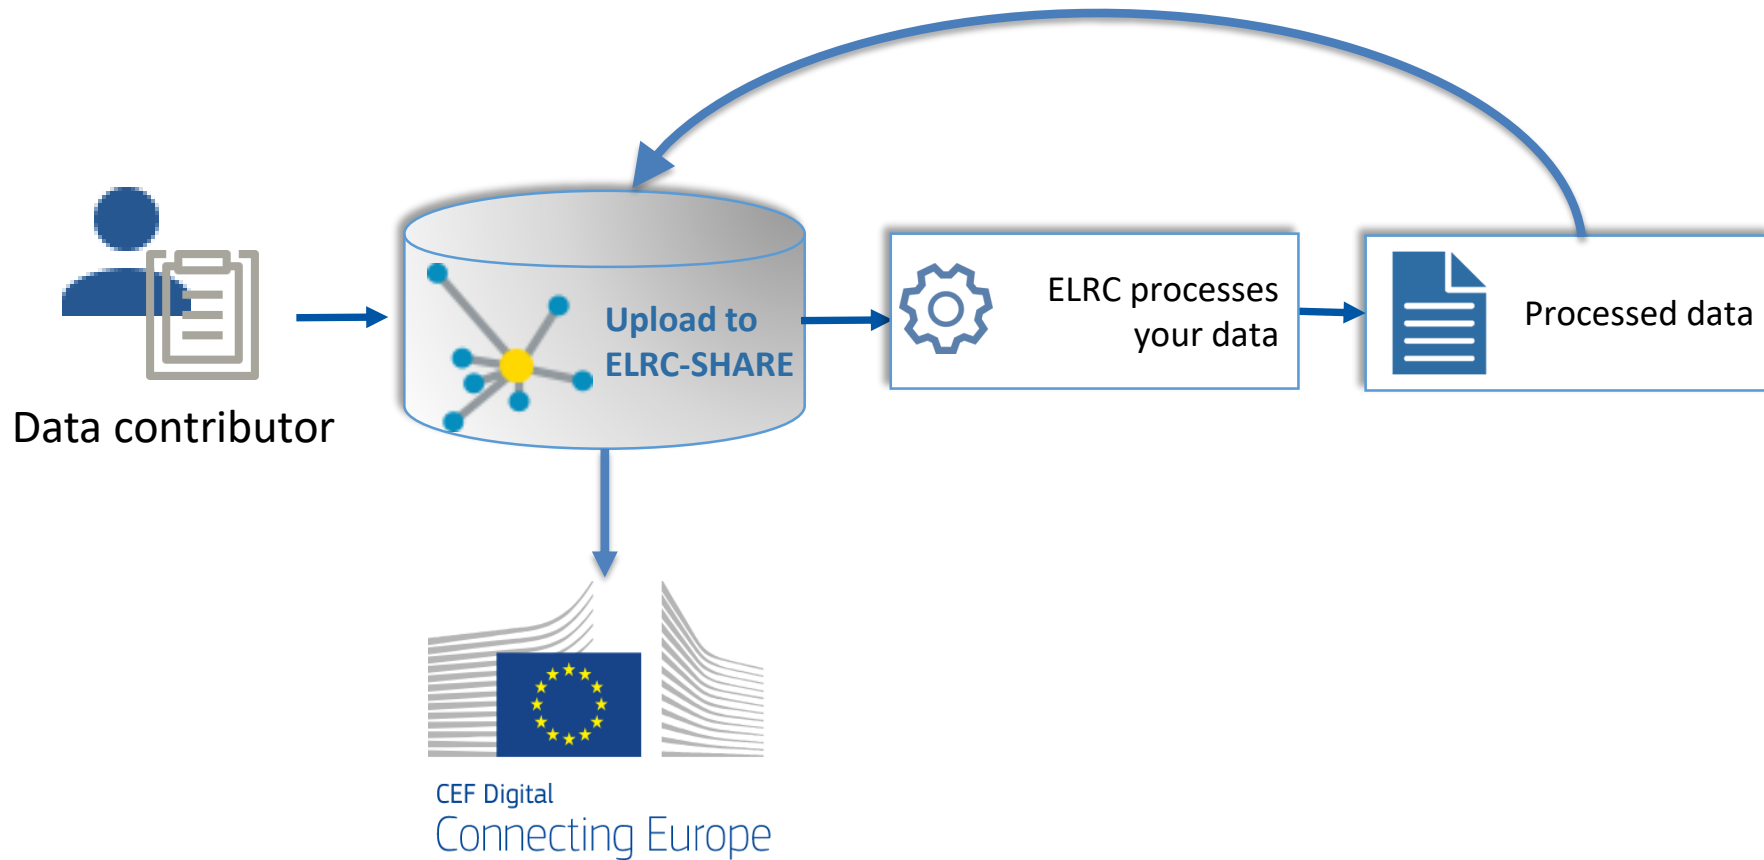 Data contributor
Upload to
ELRC-SHARE
ELRC processes
your data
Processed data
CEF Digital
Connecting Europe